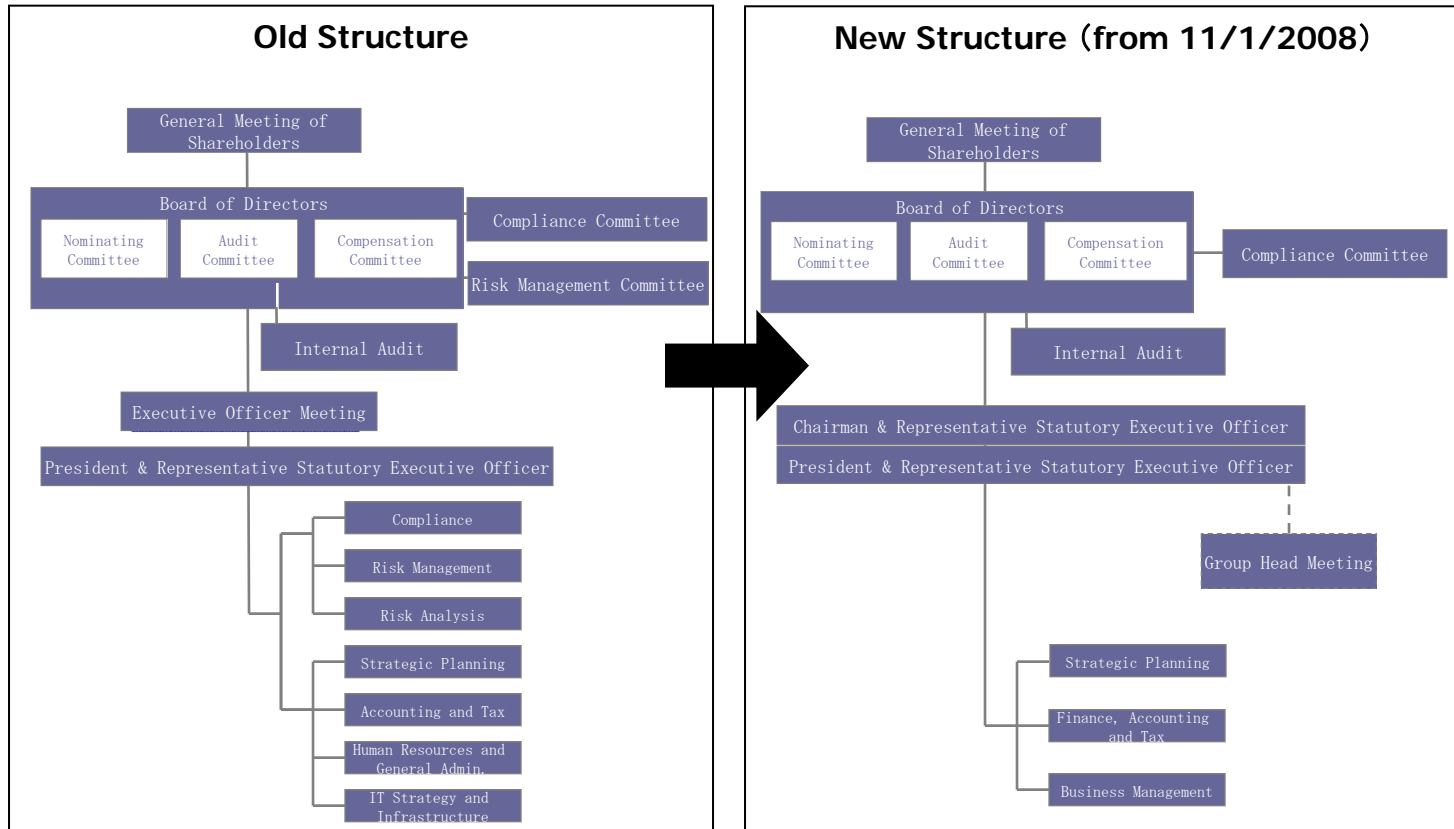 Old Structure
General Meeting of
Shareholders
Board of Directors
Nominating
Committee
Audit
Committee
Compensation
Committee
Compliance Committee
Risk Management Committee
Internal Audit
Executive Officer Meeting
President & Representative Statutory Executive Officer
Compliance
Risk Management
Risk Analysis
Strategic Planning
Accounting and Tax
Human Resources and
General Admin.
IT Strategy and
Infrastructure
New Structure (from 11/1/2008)
General Meeting of
Shareholders
Board of Directors
Nominating
Committee
Audit
Committee
Compensation
Committee
Compliance Committee
Internal Audit
Chairman & Representative Statutory Executive Officer
President & Representative Statutory Executive Officer
Group Head Meeting
Strategic Planning
Finance, Accounting
and Tax
Business Management